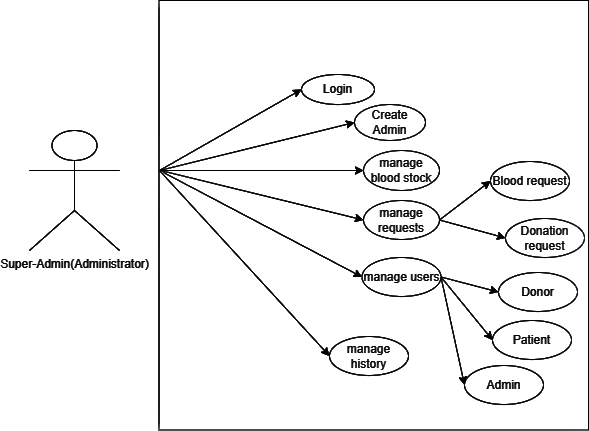 Login
Create
Admin
manage
blood stock
Blood request
manage
requests
Donation
request
Super-Admin(Administrator)
manage users
Donor
Patient
manage
history
Admin